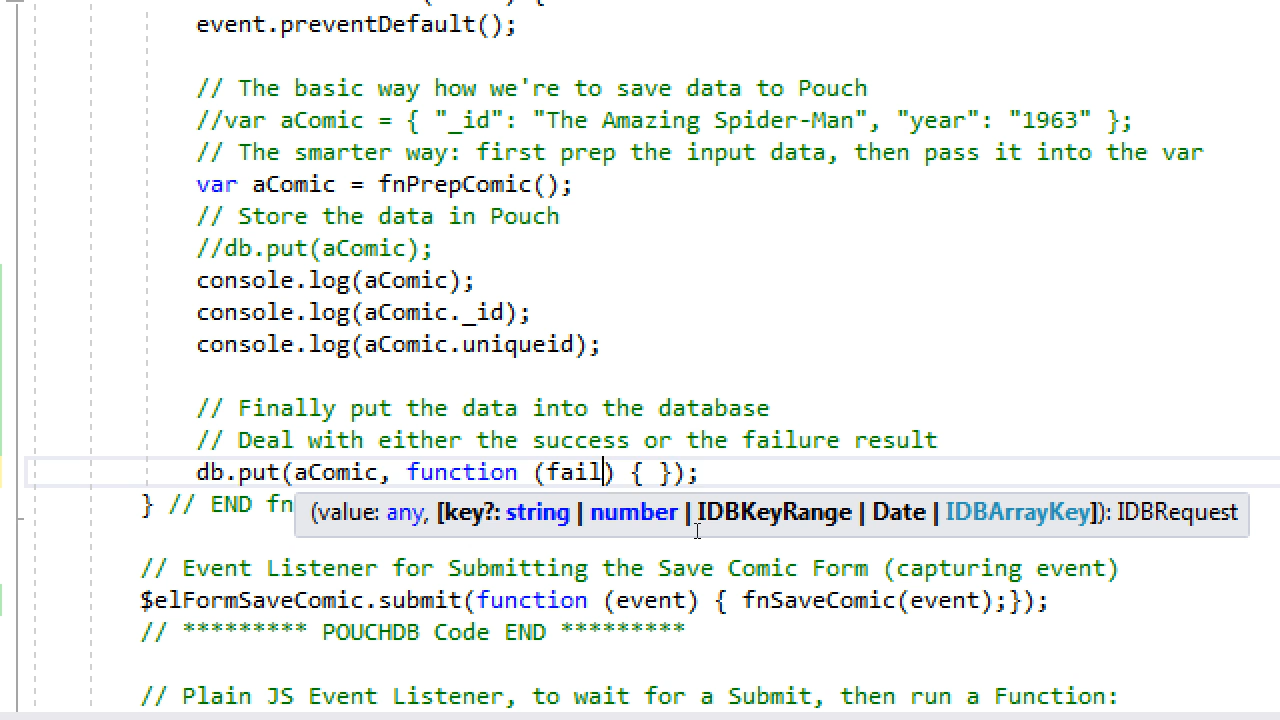 event.preventDefault();
// The basic way how we're to save data to Pouch
//var aComic = { "_id": "The Amazing Spider-Man", "year": "1963" };
// The smarter way: first prep the input data, then pass it into the var
var aComic = fnPrepComic();
// Store the data in Pouch
//db.put(aComic);
console.log(aComic);
console.log(aComic._id);
console.log(aComic.uniqueid);
// Finally put the data into the database
// Deal with either the success or the failure result
db.put(aComic, function (fail) { });
} // END fn
(value: any, [key?: string | number | IDBKeyRange | Date | IDBArrayKey]): IDBRequest
// Event Listener for Submitting the Save Comic Form (capturing event)
$elFormSaveComic.submit(function (event) { fnSaveComic(event);});
// ********* POUCHDB Code END *********
// Plain JS Event Listener, to wait for a Submit, then run a Function: